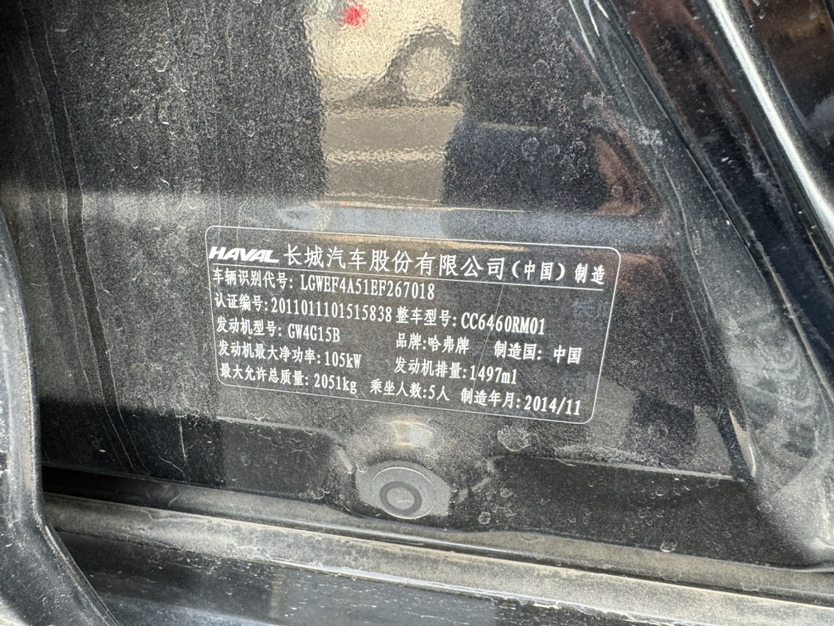 HAVAL 长城汽车股份有限公司(中国)制造
车辆识别代号: LGWEF4A51EF267018
认证编号:2011011101515838 整车型号:CC6460RM01
发动机型号: GW4G15B 品牌:哈弗牌 制造国: 中国
发动机最大净功率:105kW 发动机排量:1497ml
最大允许总质量: 2051kg 乘坐人数:5人 制造年月:2014/11